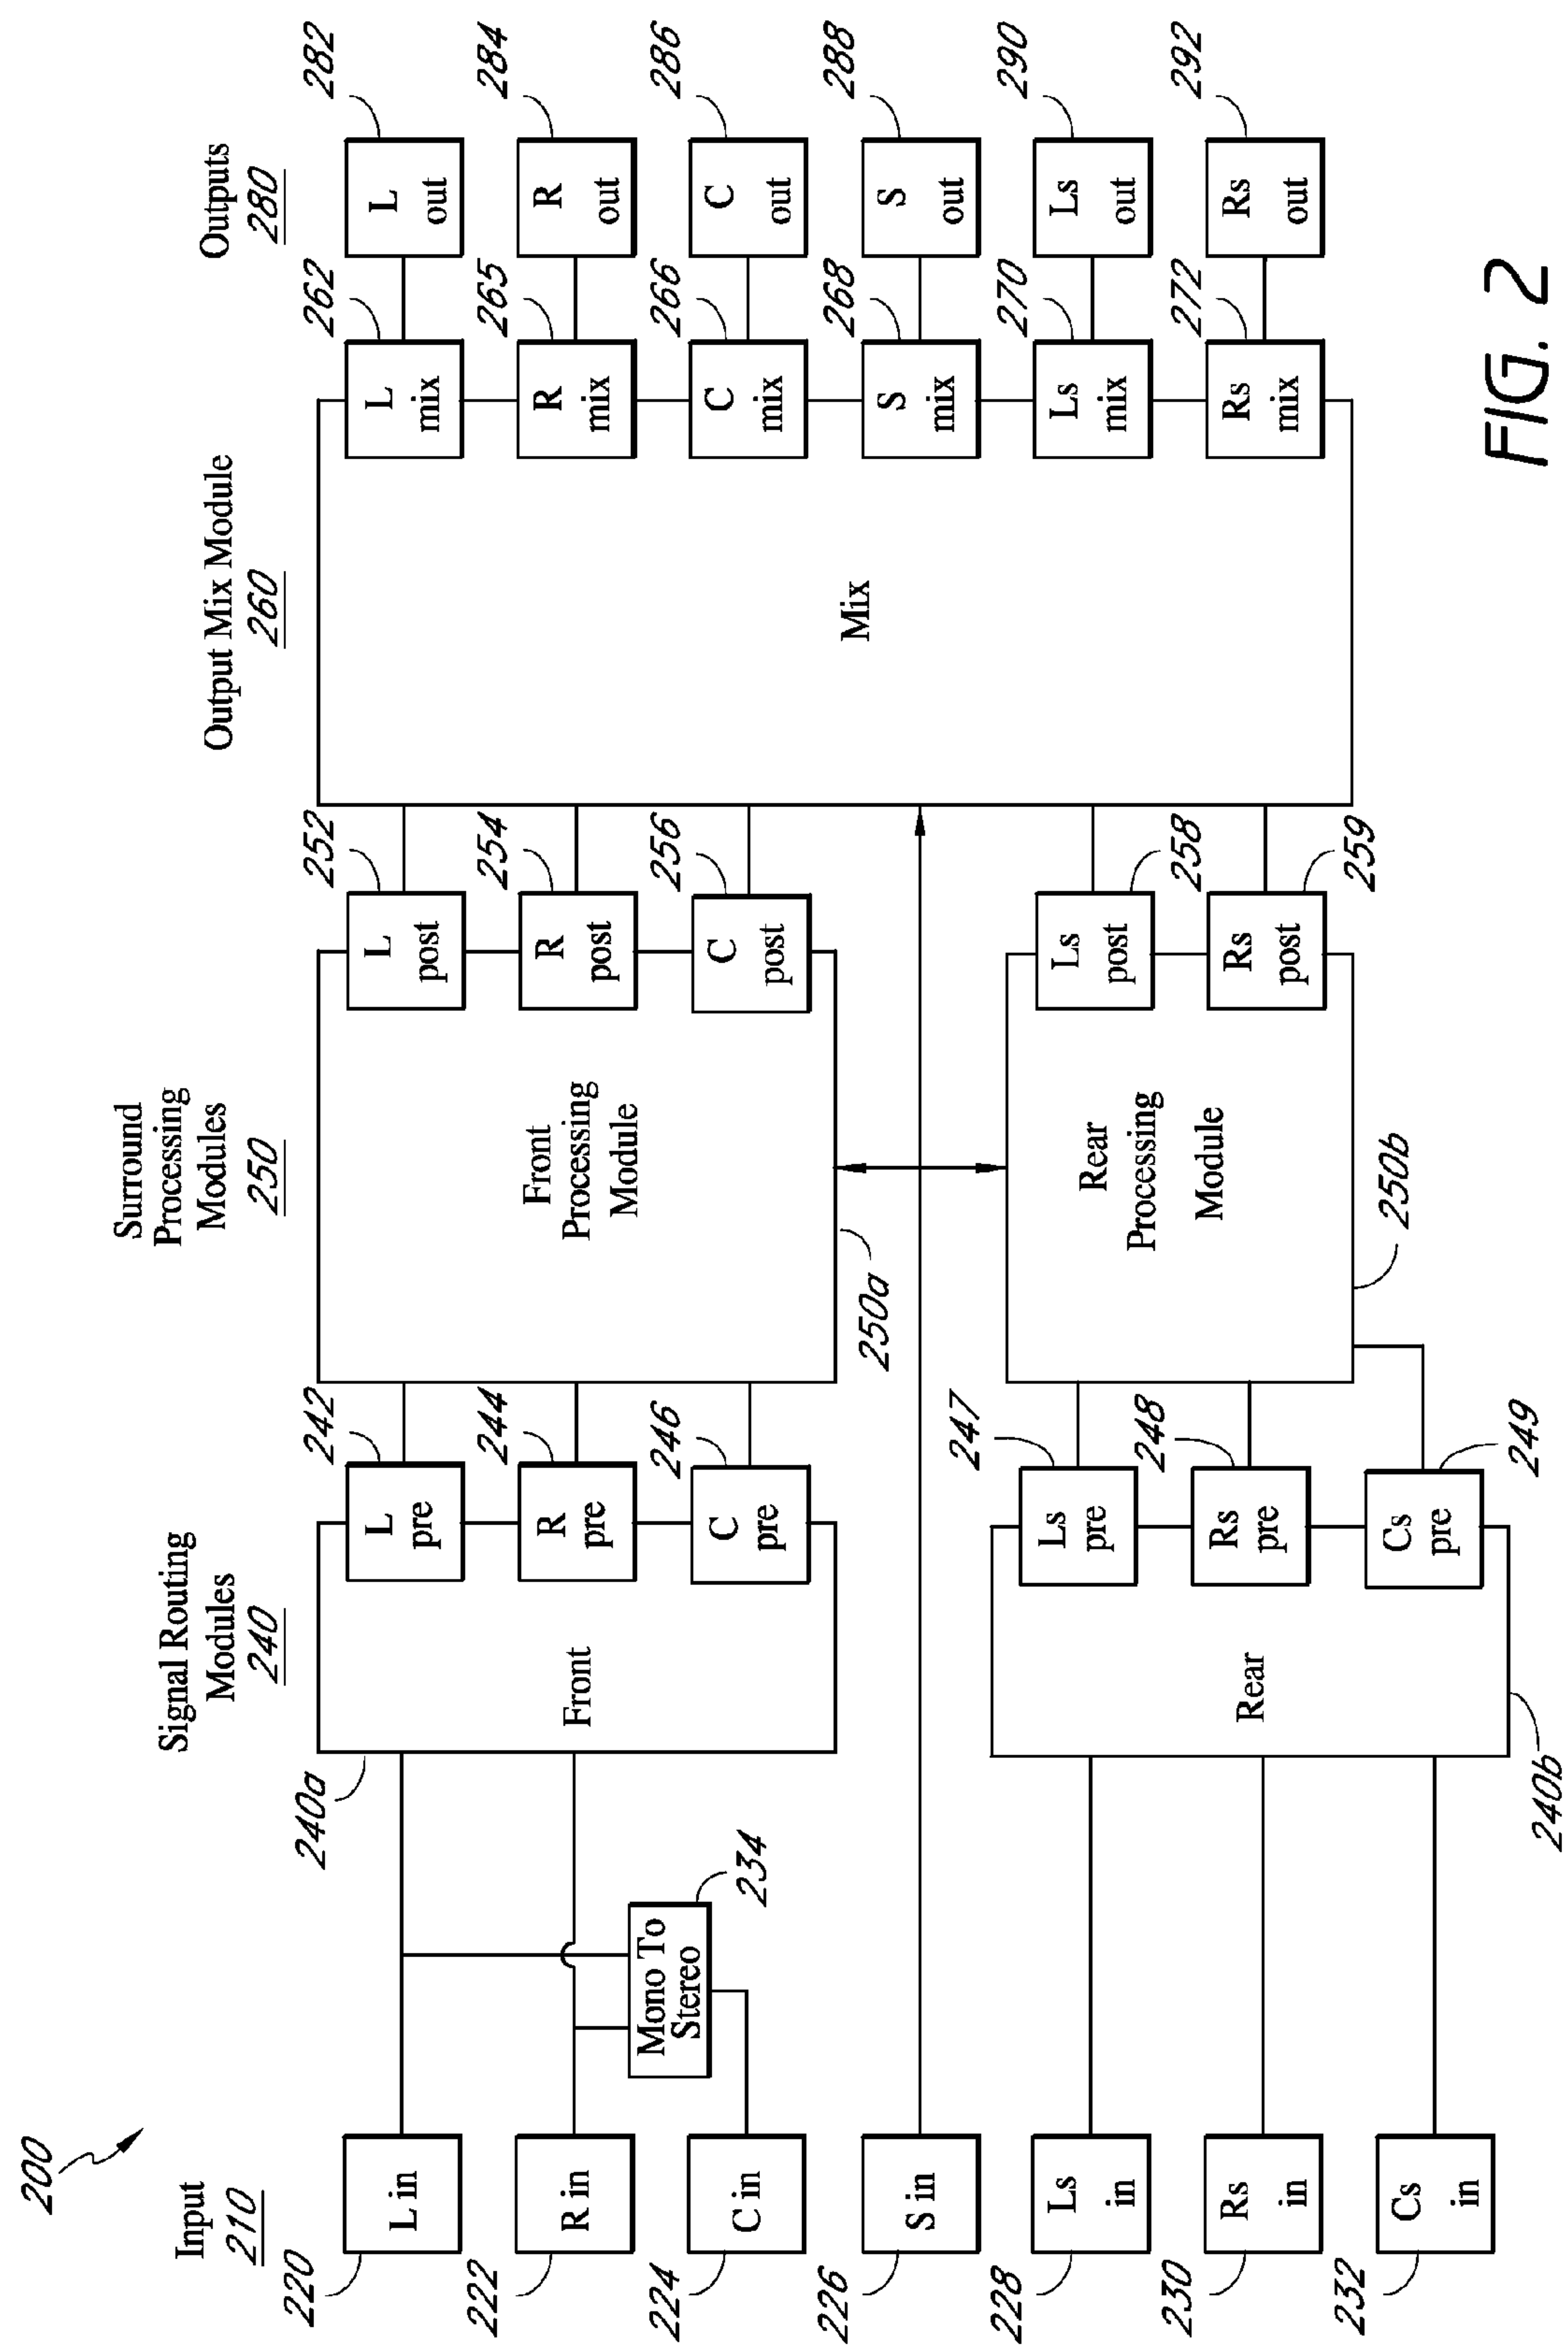 200
Input
210
Signal Routing
Modules
240
Surround
Processing
Modules
250
Output Mix Module
260
Outputs
280
220
L in
222
R in
224
C in
226
S in
228
Ls
in
230
Rs
in
232
Cs
in
Mono To
Stereo
234
240a
Front
242
L
pre
244
R
pre
246
C
pre
Rear
240b
247
Ls
pre
248
Rs
pre
249
Cs
pre
Front
Processing
Module
250a
252
L
post
254
R
post
256
C
post
Rear
Processing
Module
250b
258
Ls
post
259
Rs
post
Mix
262
L
mix
265
R
mix
266
C
mix
268
S
mix
270
Ls
mix
272
Rs
mix
282
L
out
284
R
out
286
C
out
288
S
out
290
Ls
out
292
Rs
out
FIG. 2